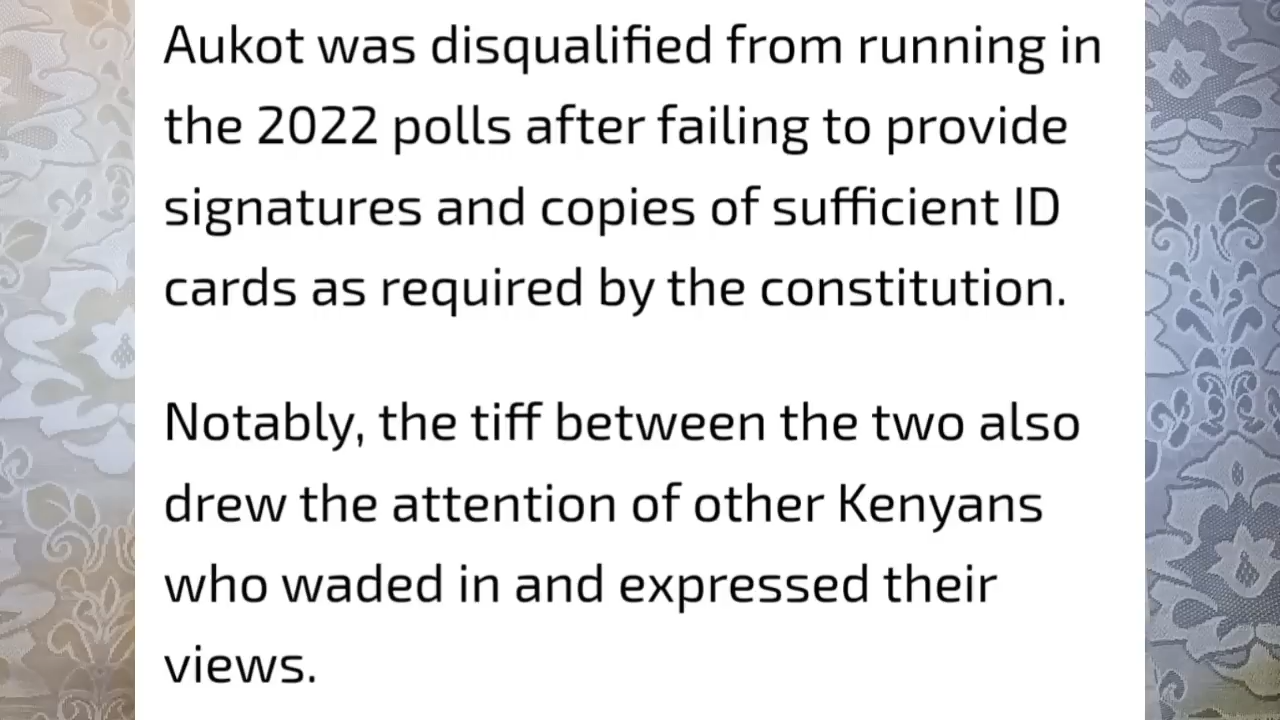 Aukot was disqualified from running in
the 2022 polls after failing to provide
signatures and copies of sufficient ID
cards as required by the constitution.
Notably, the tiff between the two also
drew the attention of other Kenyans
who waded in and expressed their
views.